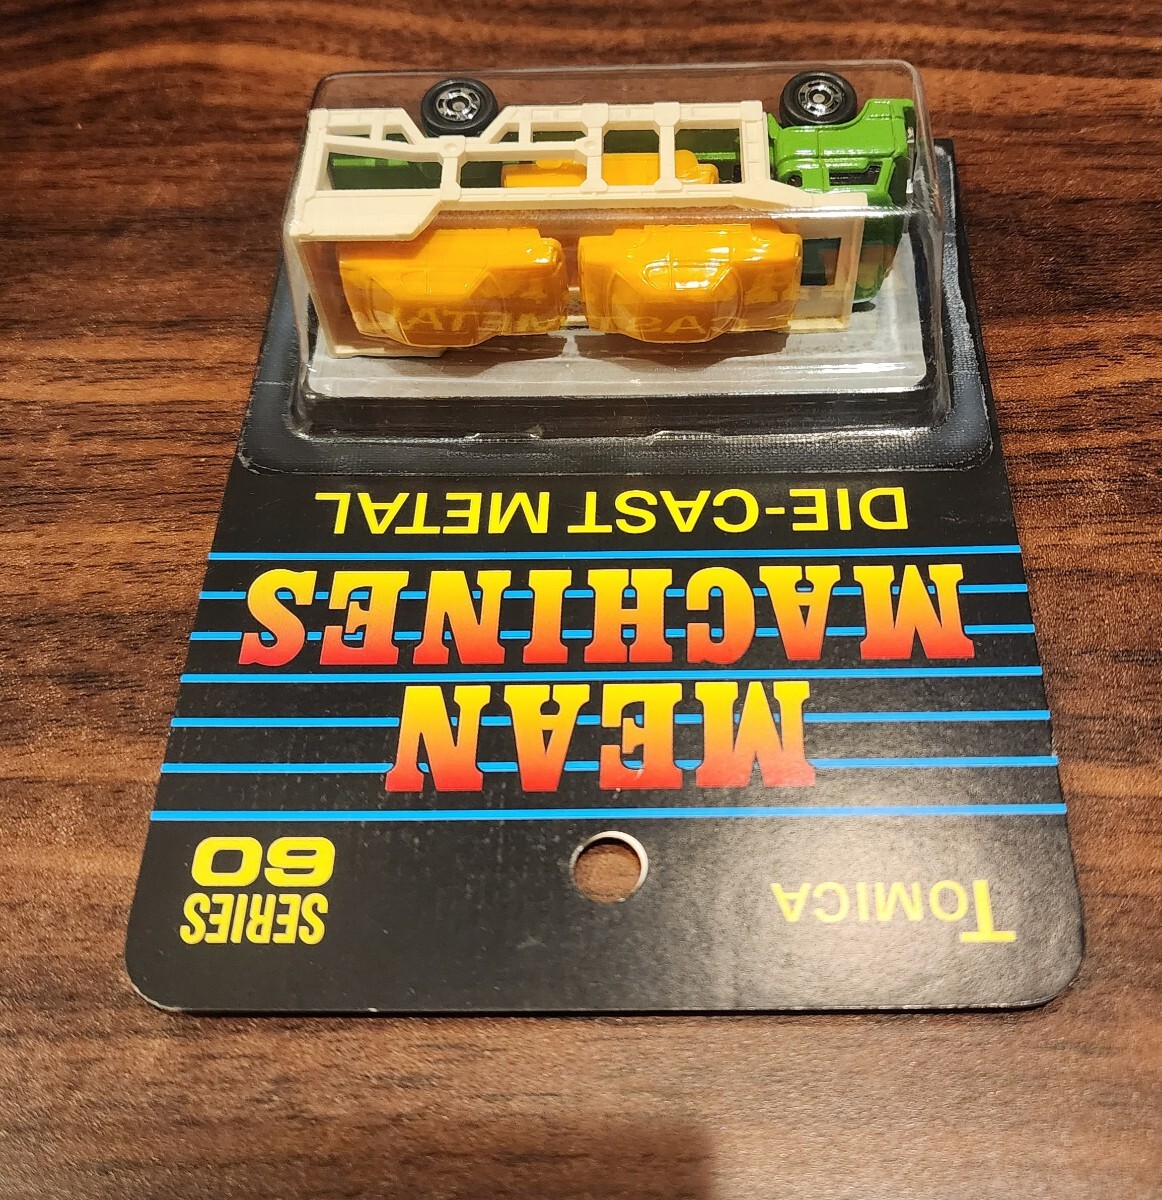 TOMICA
SERIES
60
MEAN
MACHINES
DIE-CAST METAL